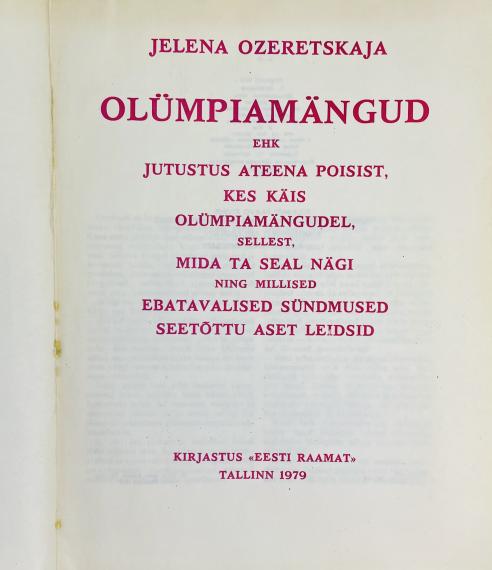 JELENA OZERETSKAJA
OLÜMPIAMÄNGUD
EHK
JUTUSTUS ATEENA POISIST,
KES KÄIS
OLÜMPIAMÄNGUDEL,
SELLEST,
MIDA TA SEAL NÄGI
NING MILLISED
EBATAVALISED SÜNDMUSED
SEETÕTTU ASET LEIDSID
KIRJASTUS «EESTI RAAMAT»
TALLINN 1979